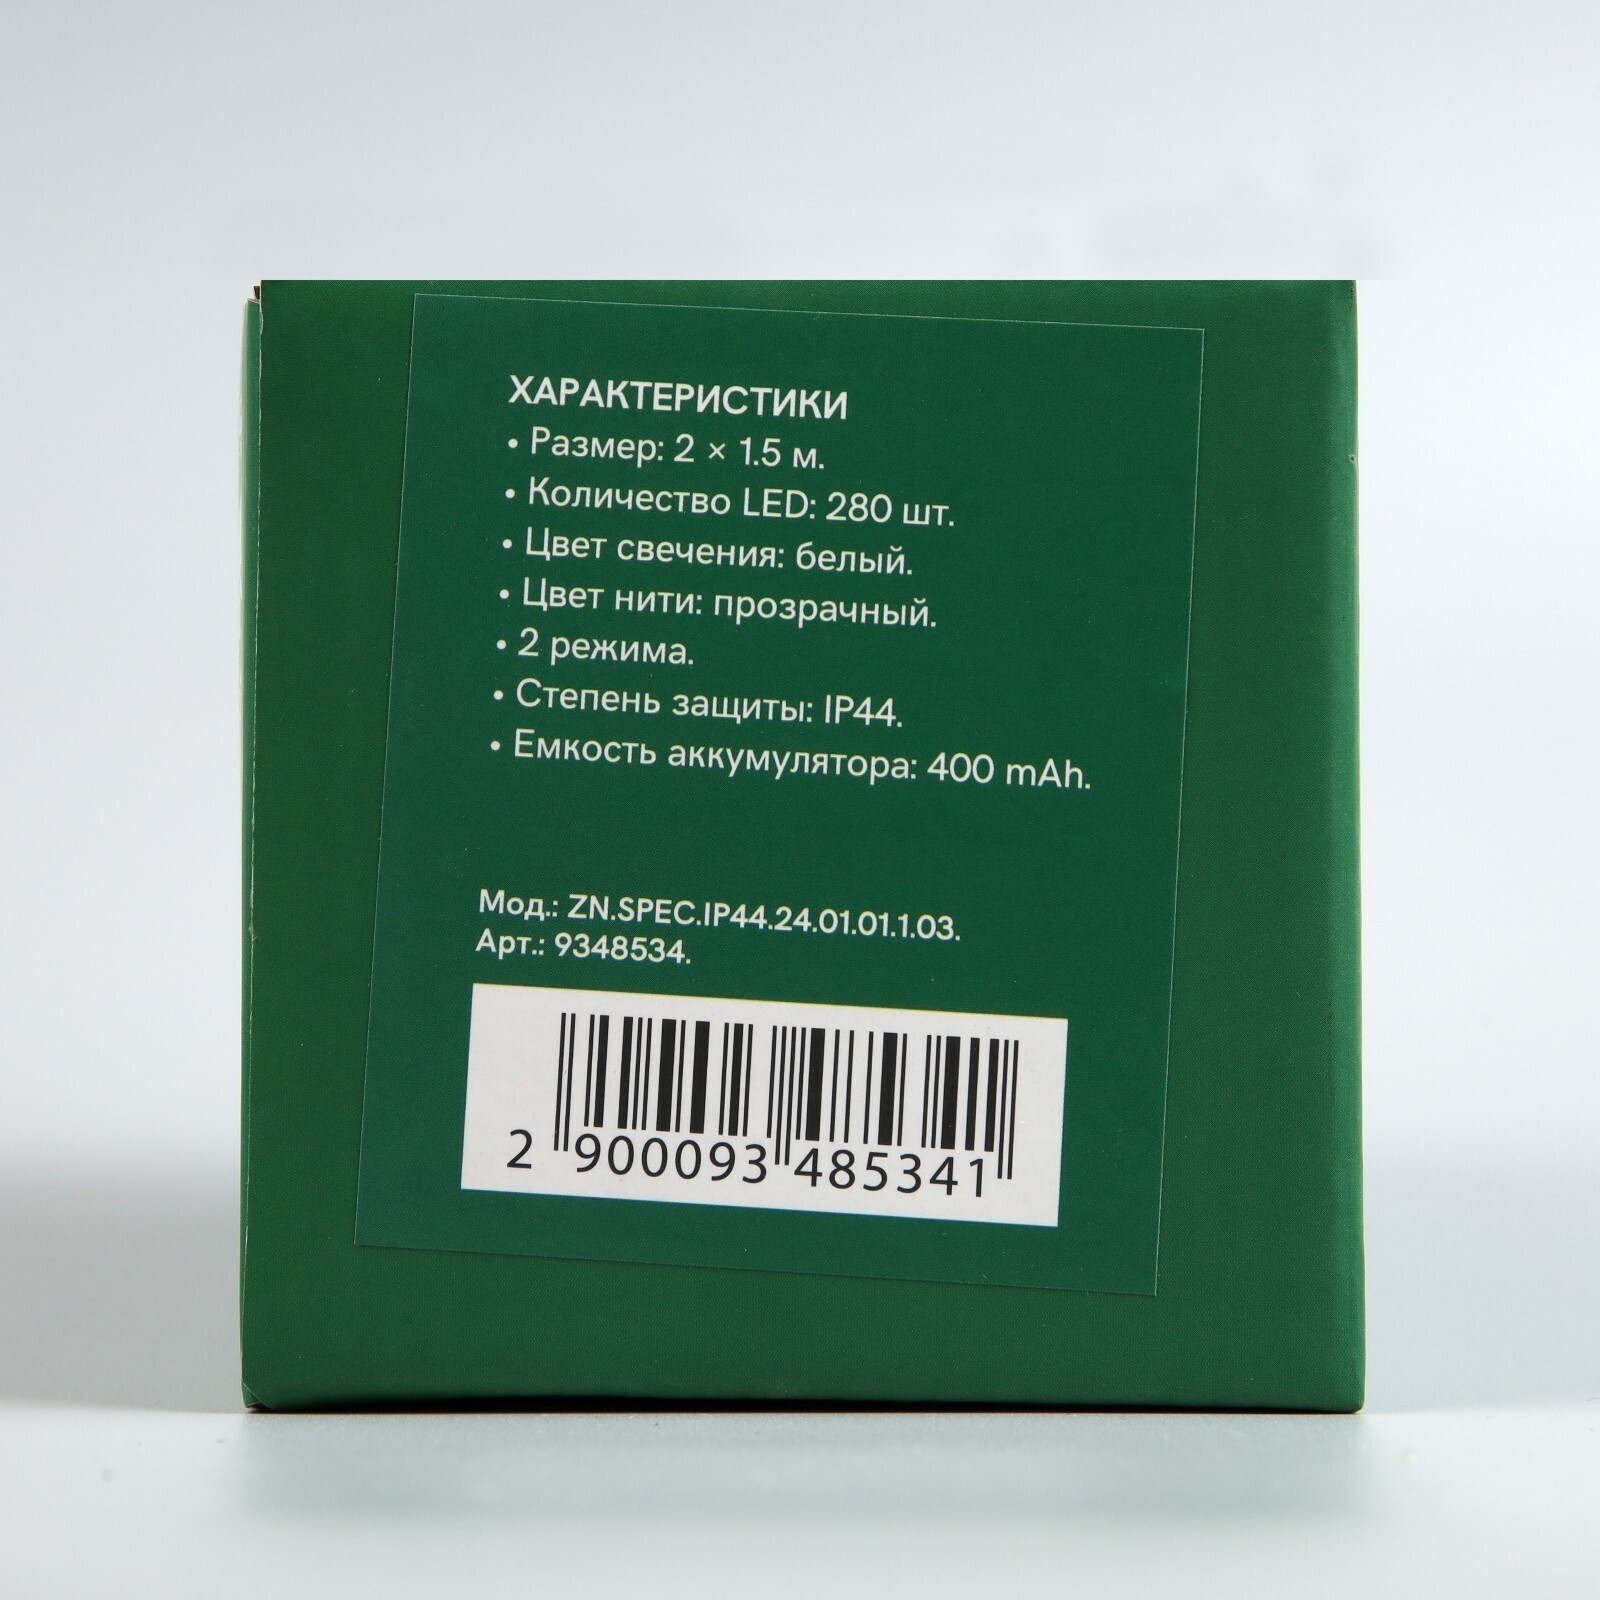 ХАРАКТЕРИСТИКИ
• Размер: 2 × 1.5 м.
• Количество LED: 280 шт.
• Цвет свечения: белый.
• Цвет нити: прозрачный.
• 2 режима.
• Степень защиты: IP44.
• Емкость аккумулятора: 400 mAh.
Мод.: ZN.SPEC.IP44.24.01.01.1.03.
Арт.: 9348534.
2 900093 485341